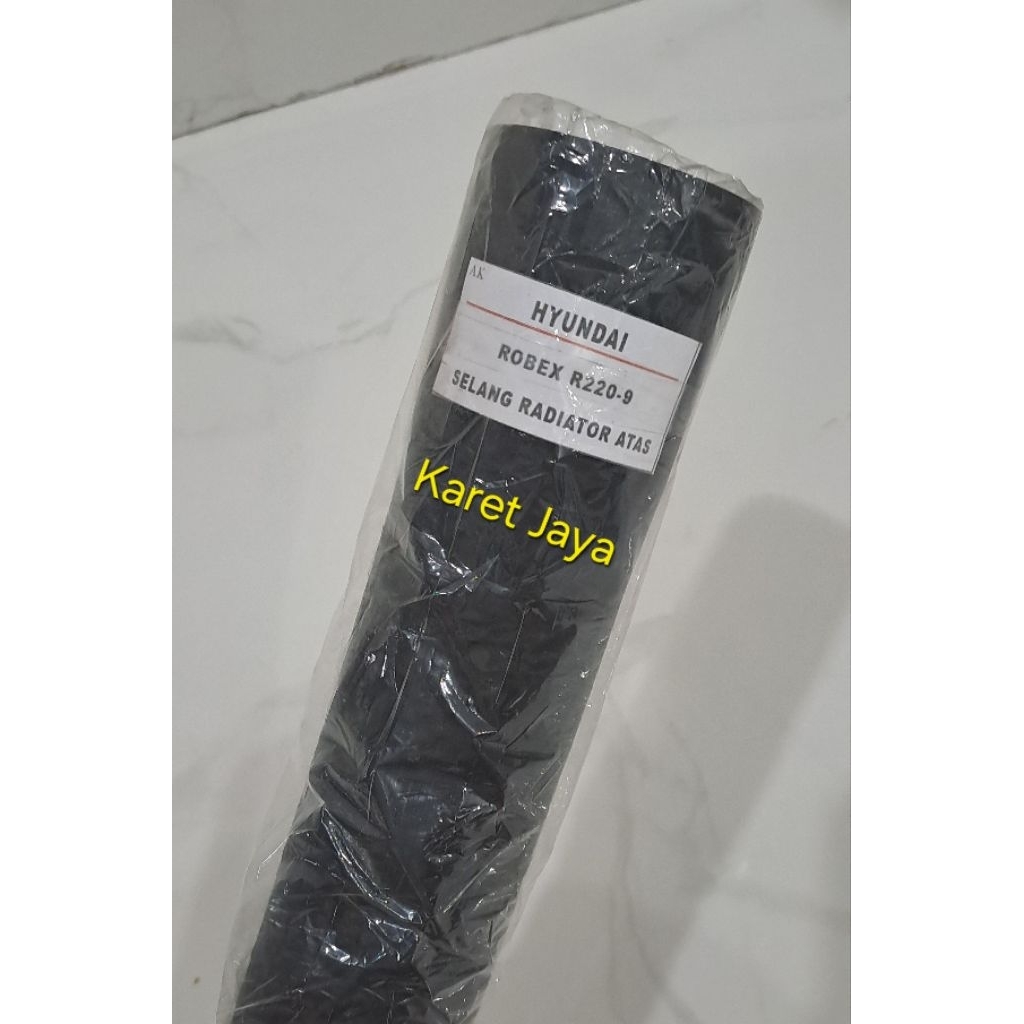 AK
HYUNDAI
ROBEX R220-9
SELANG RADIATOR ATAS
Karet Jaya